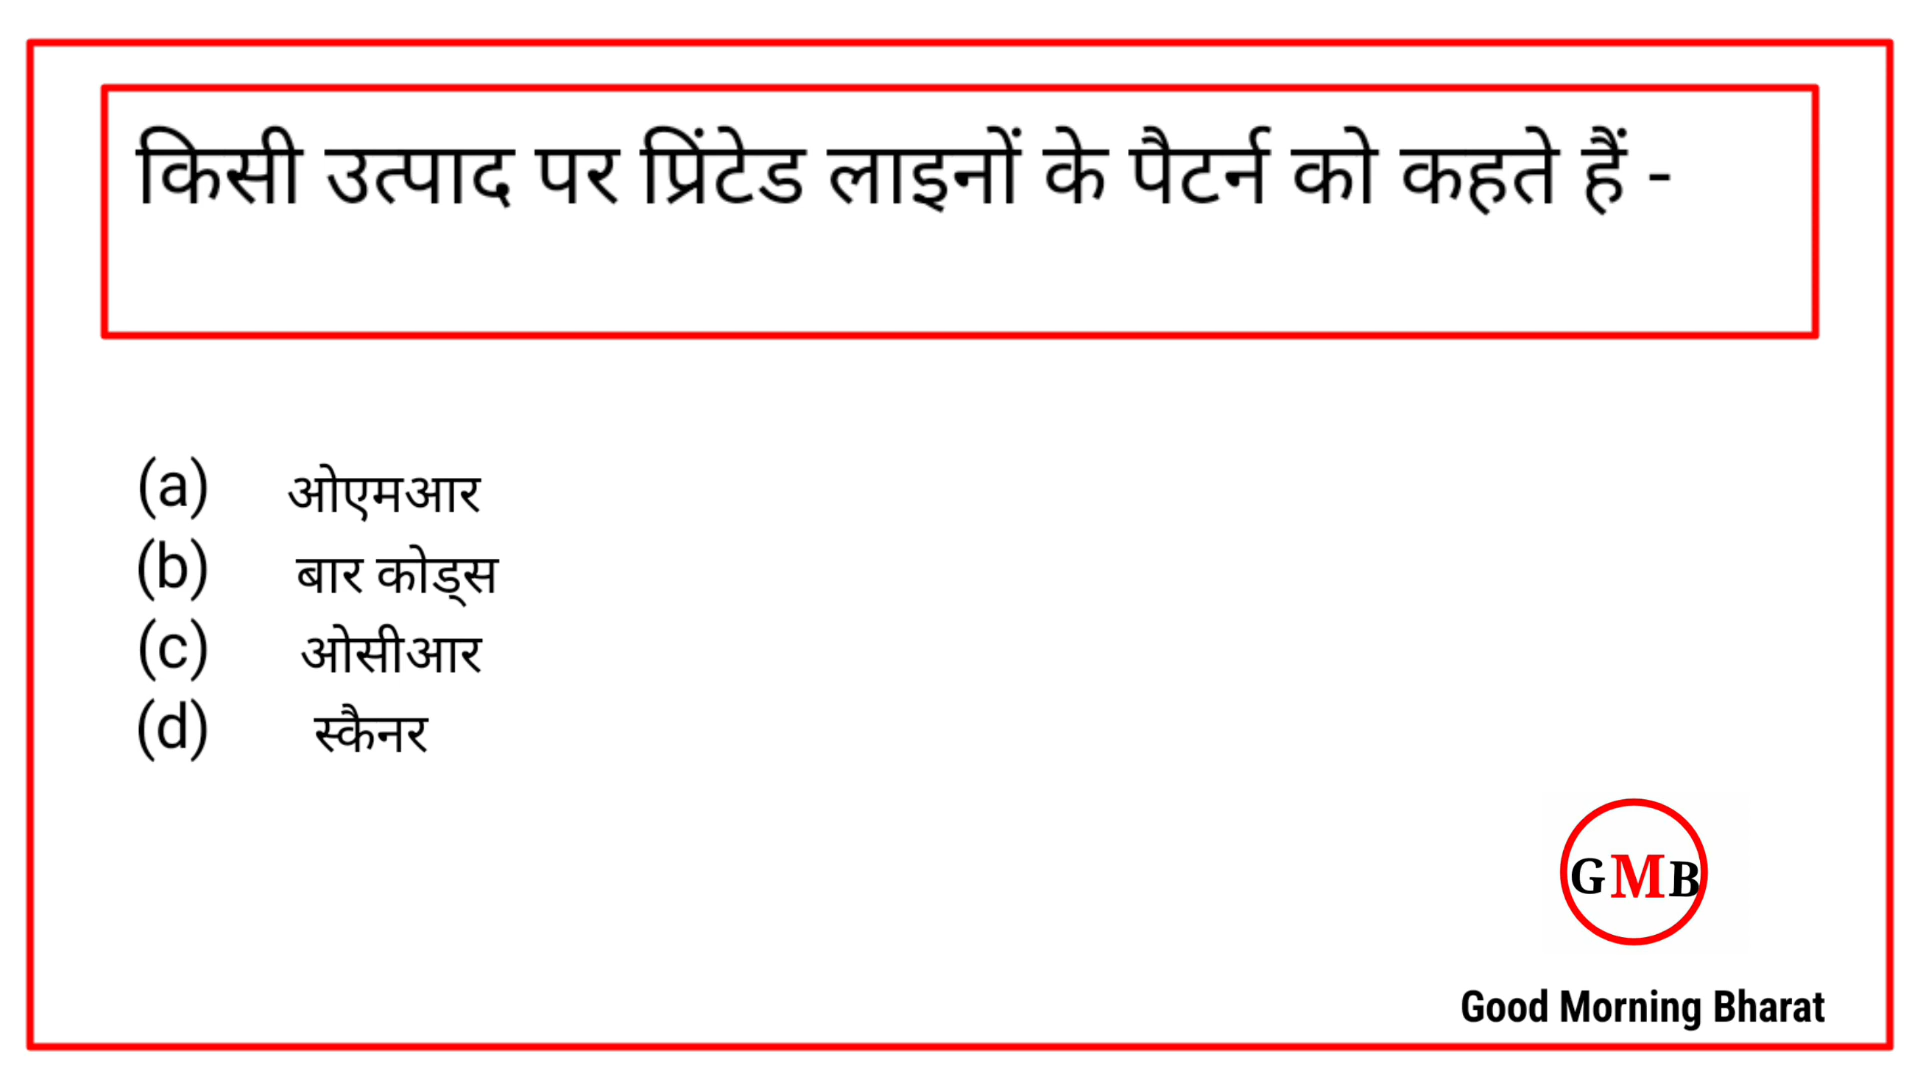 किसी उत्पाद पर प्रिंटेड लाइनों के पैटर्न को कहते हैं -
(a) ओएमआर
(b) बार कोड्स
(c) ओसीआर
(d) स्कैनर
GMB
Good Morning Bharat